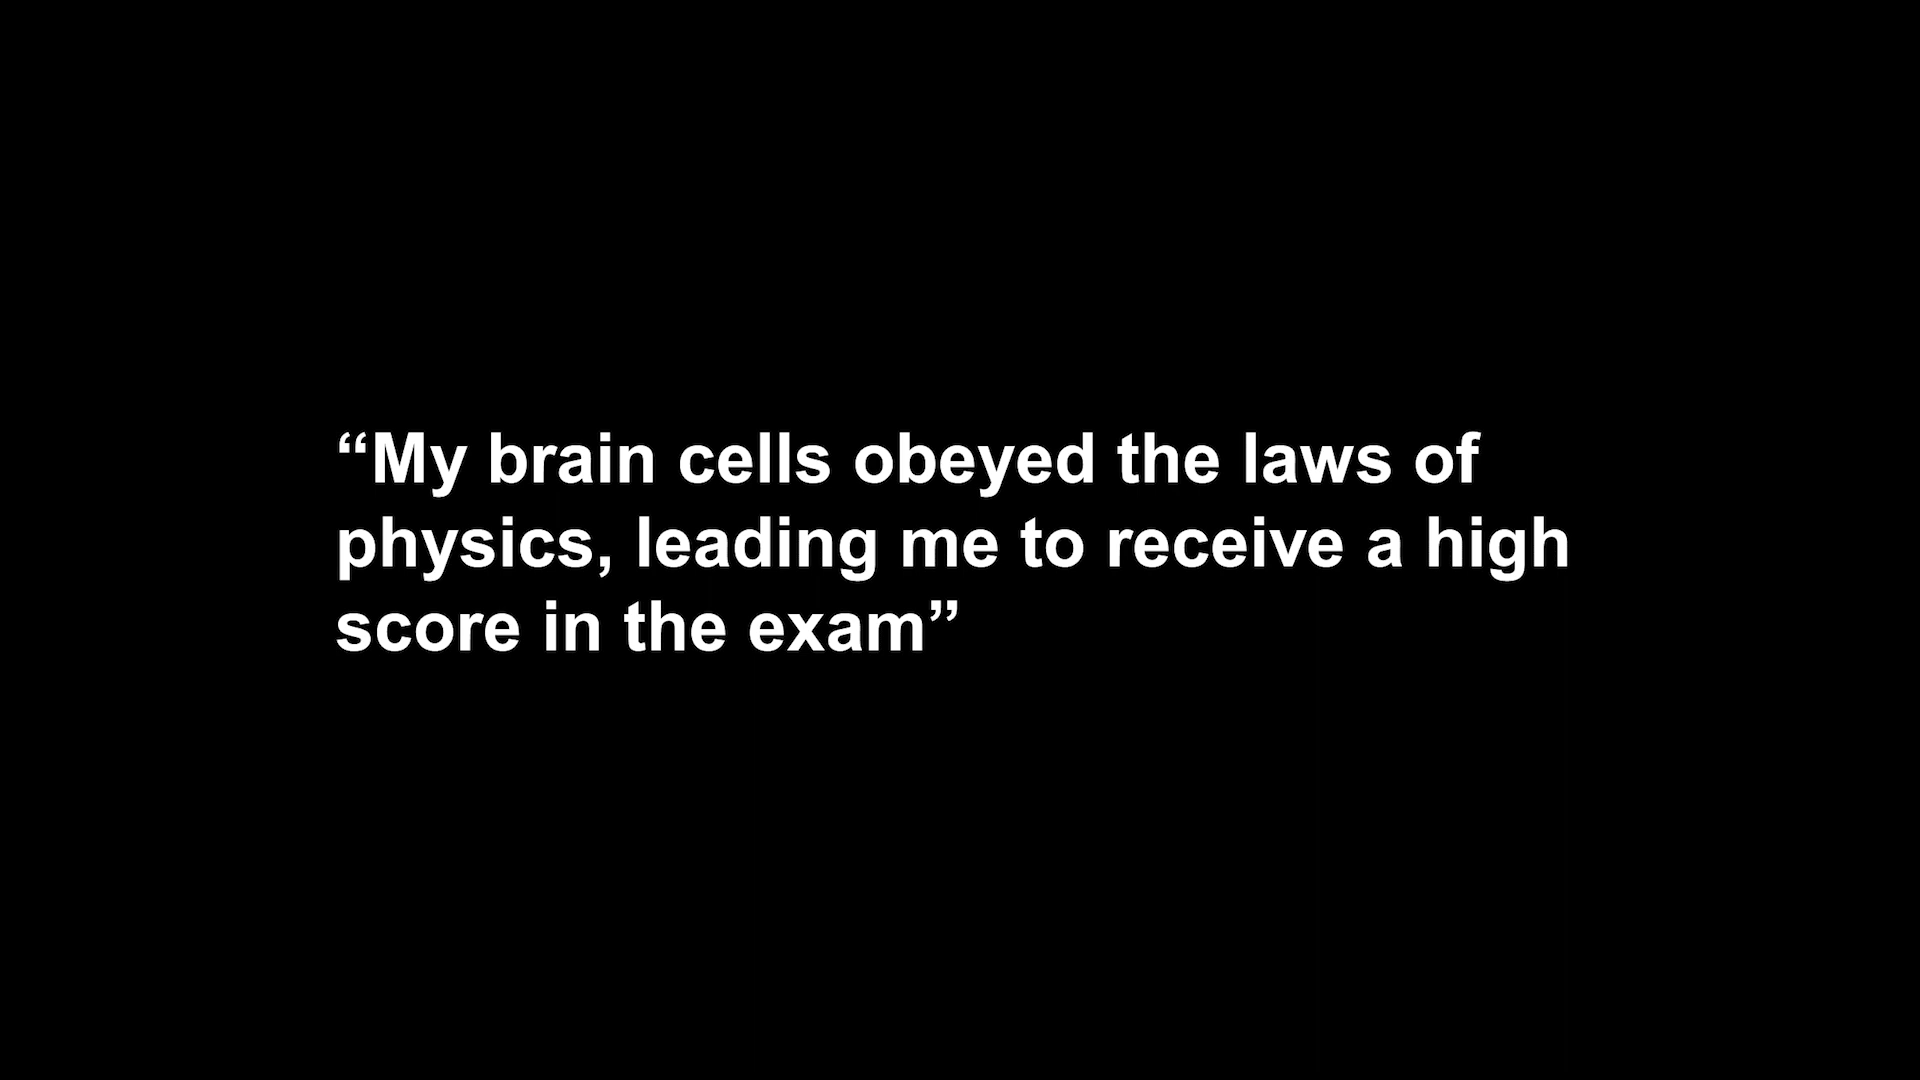 “My brain cells obeyed the laws of
physics, leading me to receive a high
score in the exam”